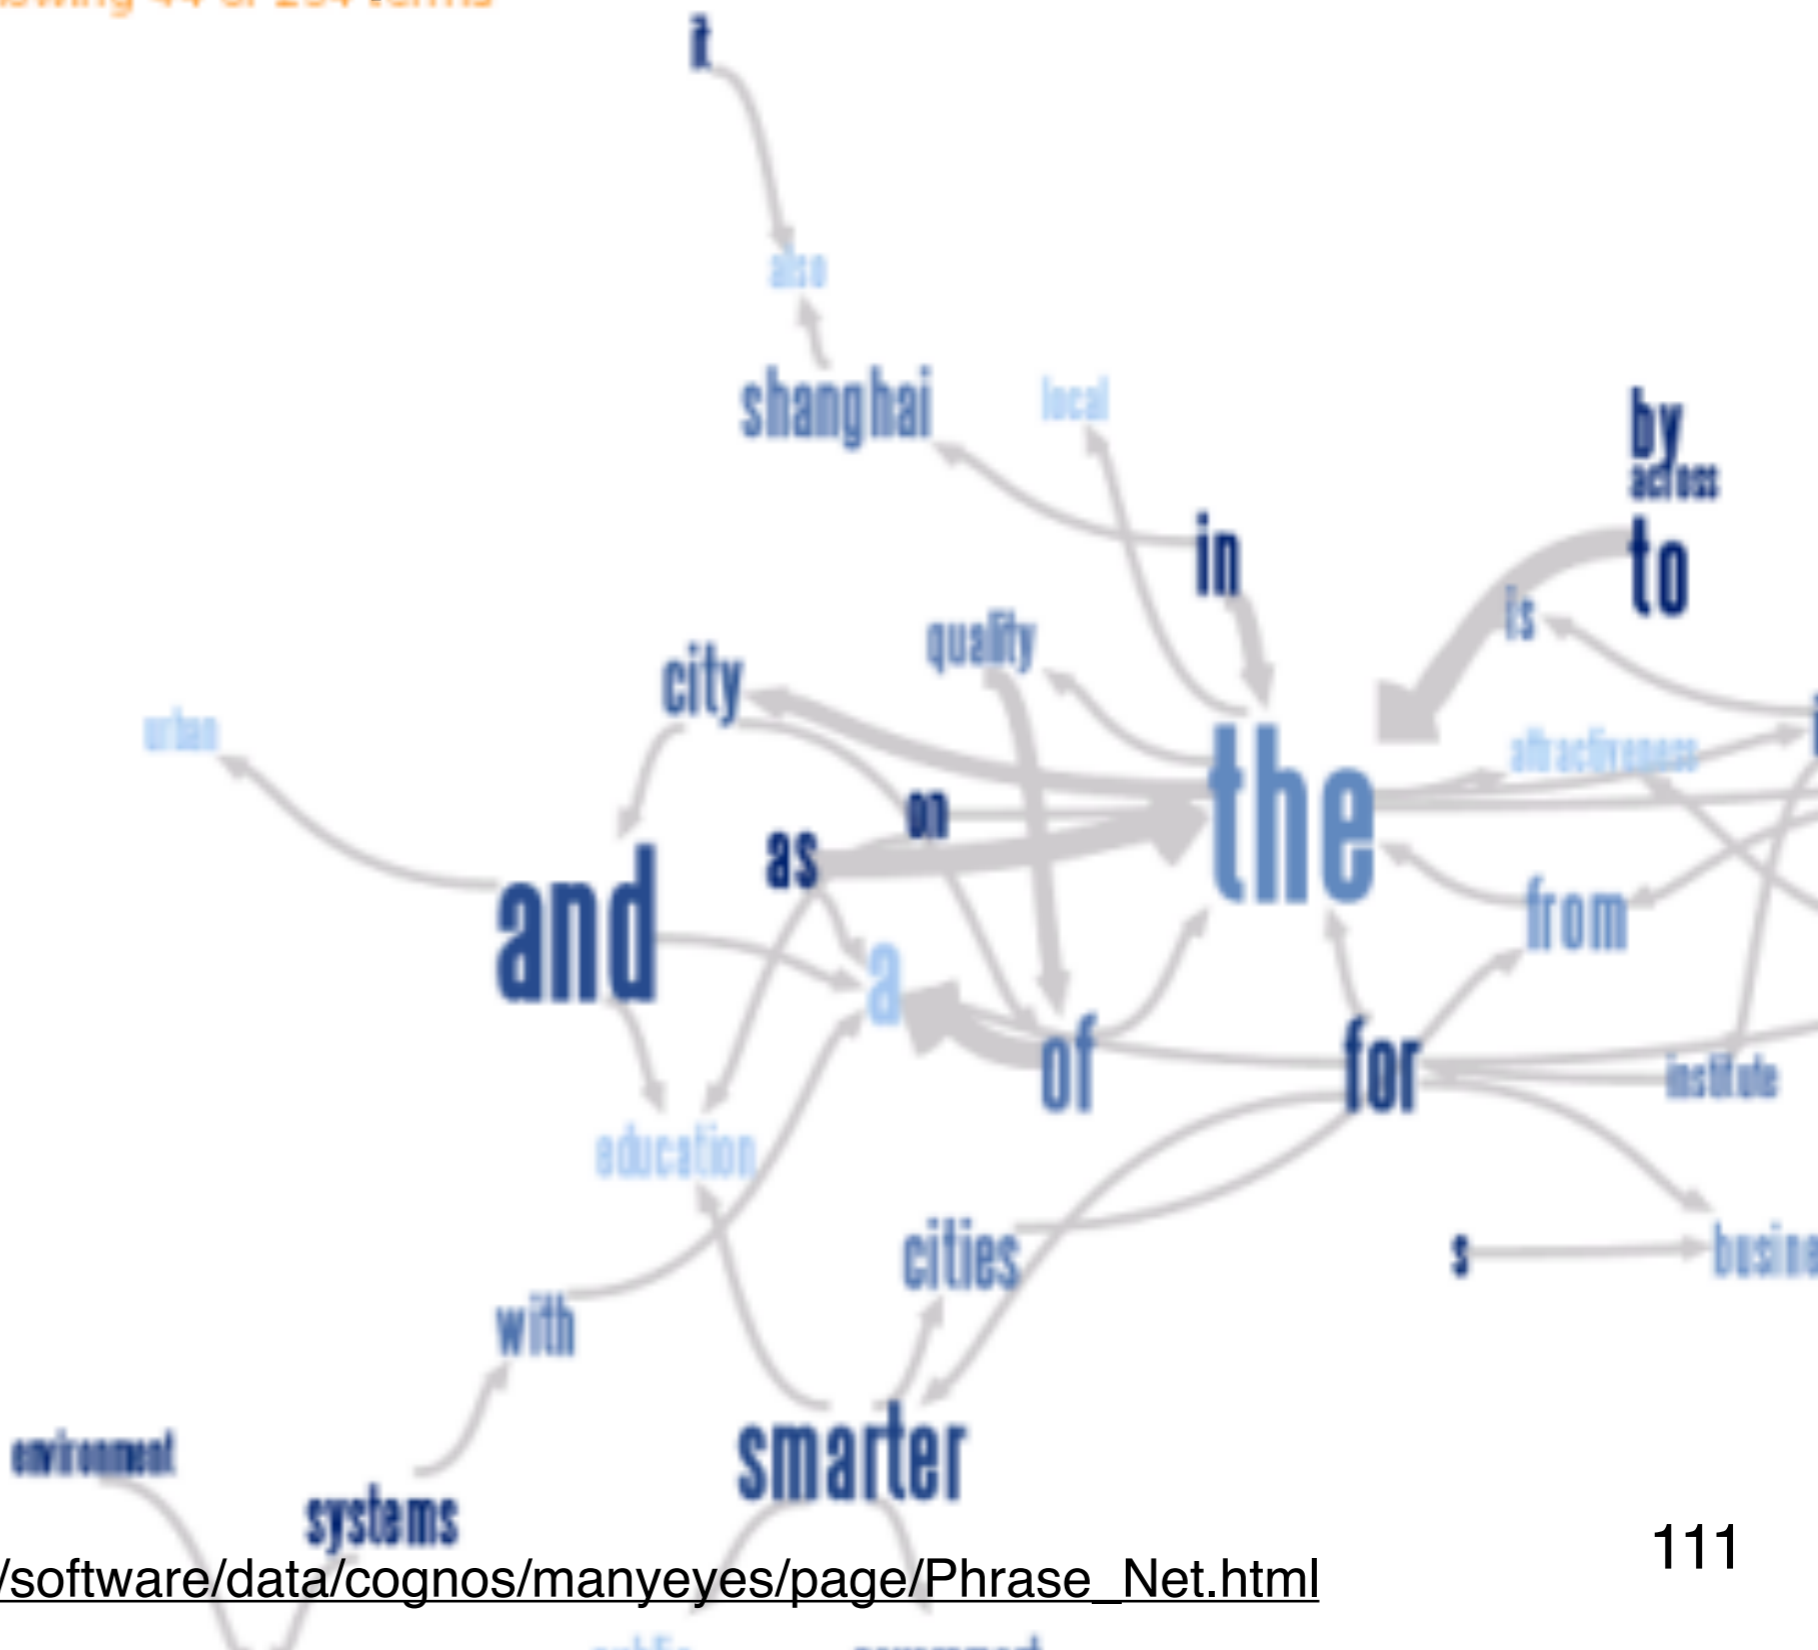 it
also
shanghai
local
by
across
in
to
is
quality
city
urban
attractiveness
the
on
as
and
from
a
of
for
institute
education
cities
s
with
smarter
environment
systems
111
/software/data/cognos/manyeyes/page/Phrase_Net.html